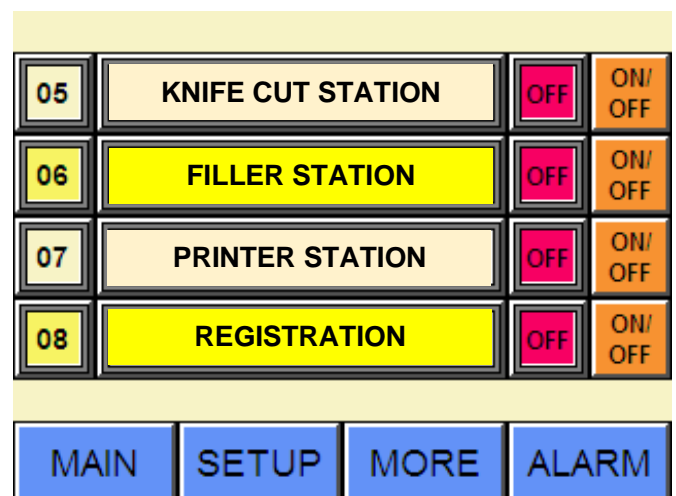 05 KNIFE CUT STATION OFF ON/
OFF
06 FILLER STATION OFF ON/
OFF
07 PRINTER STATION OFF ON/
OFF
08 REGISTRATION OFF ON/
OFF
MAIN SETUP MORE ALARM